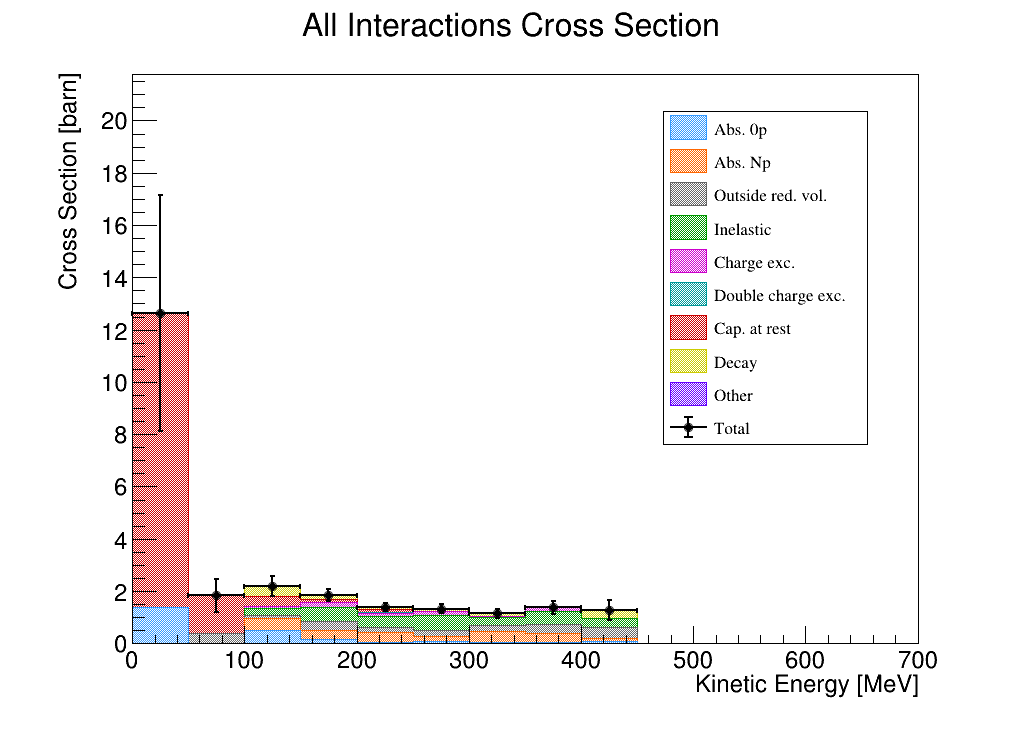 All Interactions Cross Section
Cross Section [barn]
20
18
16
14
12
10
8
6
4
2
0
Abs. 0p
Abs. Np
Outside red. vol.
Inelastic
Charge exc.
Double charge exc.
Cap. at rest
Decay
Other
Total
0 100 200 300 400 500 600 700
Kinetic Energy [MeV]